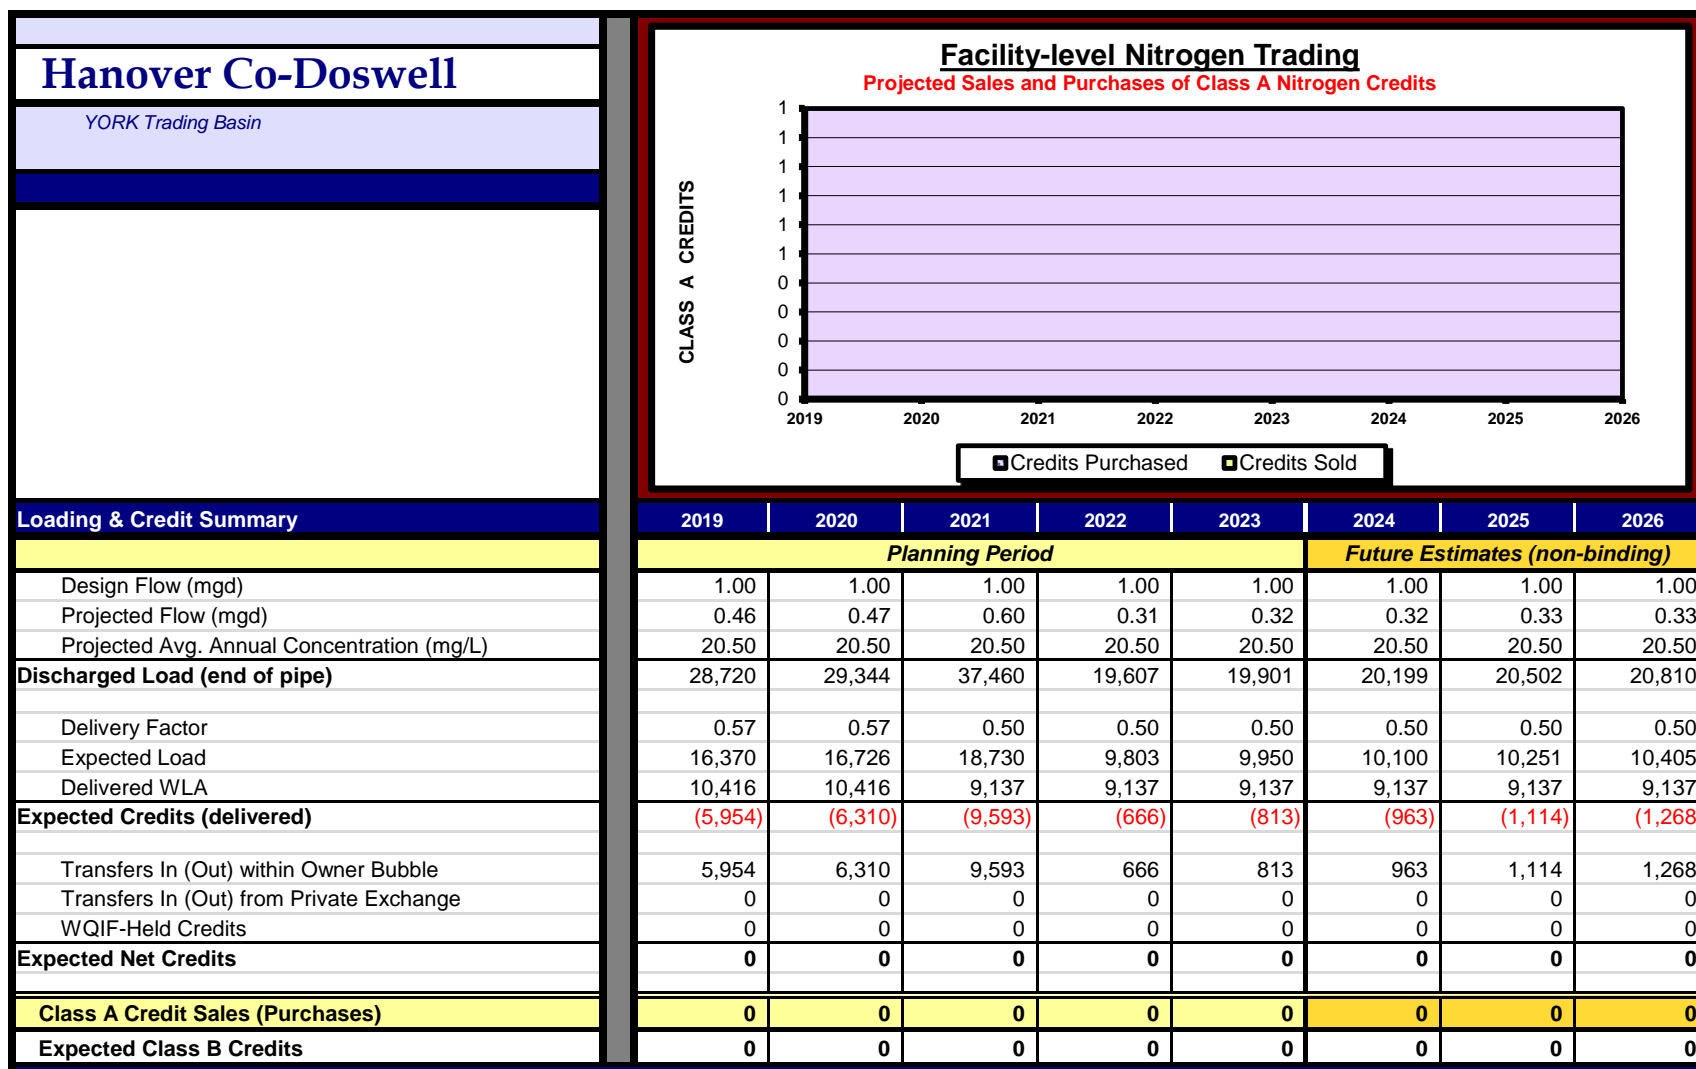 Hanover Co-Doswell
YORK Trading Basin
Facility-level Nitrogen Trading
Projected Sales and Purchases of Class A Nitrogen Credits
CLASS A CREDITS
1
1
1
1
1
1
0
0
0
0
0
2019 2020 2021 2022 2023 2024 2025 2026
Credits Purchased Credits Sold
Loading & Credit Summary 2019 2020 2021 2022 2023 2024 2025 2026
Planning Period Future Estimates (non-binding)
Design Flow (mgd) 1.00 1.00 1.00 1.00 1.00 1.00 1.00 1.00
Projected Flow (mgd) 0.46 0.47 0.60 0.31 0.32 0.32 0.33 0.33
Projected Avg. Annual Concentration (mg/L) 20.50 20.50 20.50 20.50 20.50 20.50 20.50 20.50
Discharged Load (end of pipe) 28,720 29,344 37,460 19,607 19,901 20,199 20,502 20,810
Delivery Factor 0.57 0.57 0.50 0.50 0.50 0.50 0.50 0.50
Expected Load 16,370 16,726 18,730 9,803 9,950 10,100 10,251 10,405
Delivered WLA 10,416 10,416 9,137 9,137 9,137 9,137 9,137 9,137
Expected Credits (delivered) (5,954) (6,310) (9,593) (666) (813) (963) (1,114) (1,268
Transfers In (Out) within Owner Bubble 5,954 6,310 9,593 666 813 963 1,114 1,268
Transfers In (Out) from Private Exchange 0 0 0 0 0 0 0 0
WQIF-Held Credits 0 0 0 0 0 0 0 0
Expected Net Credits 0 0 0 0 0 0 0 0
Class A Credit Sales (Purchases) 0 0 0 0 0 0 0 0
Expected Class B Credits 0 0 0 0 0 0 0 0